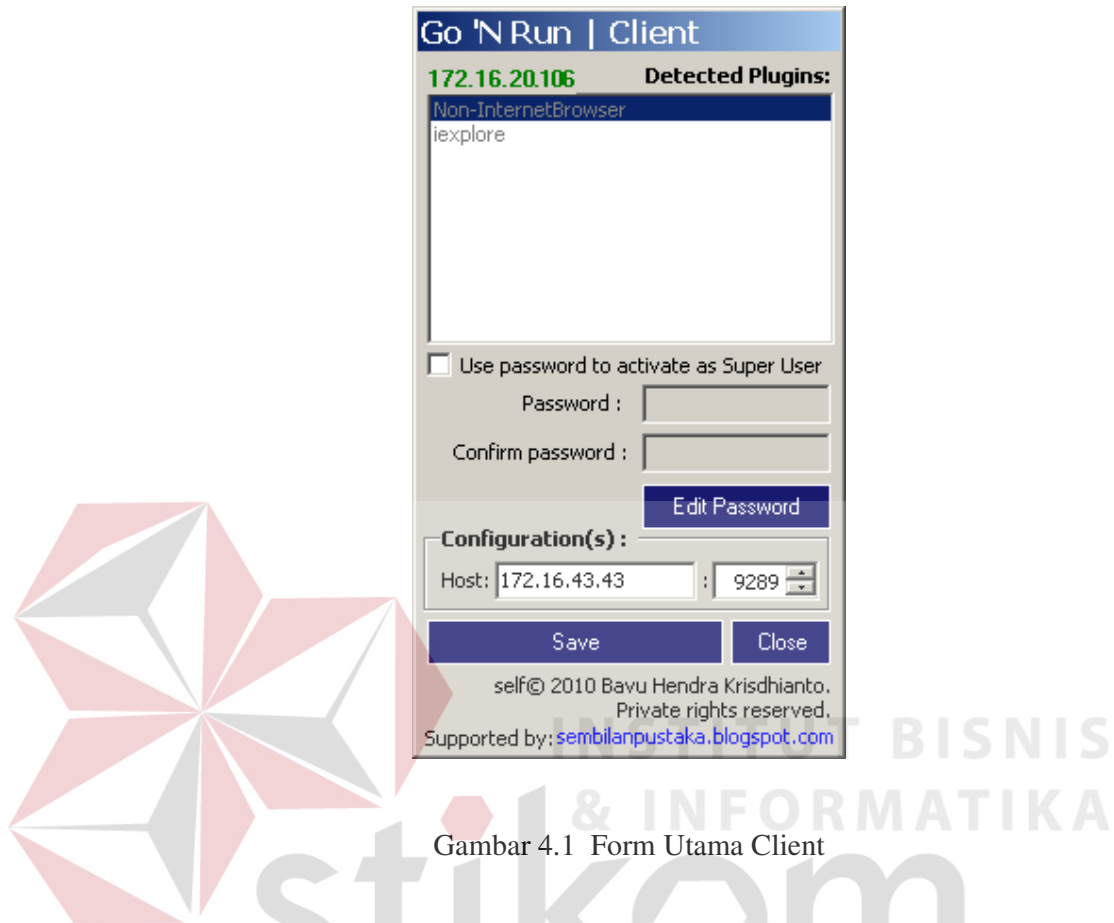 Go 'N Run | Client
172.16.20.106 Detected Plugins:
Non-InternetBrowser
iexplore
Use password to activate as Super User
Password :
Confirm password :
Edit Password
Configuration(s) :
Host: 172.16.43.43 : 9289
Save Close
self© 2010 Bavu Hendra Krisdhianto.
Private rights reserved.
Supported by: sembilanpustaka.blogspot.com
INSTITUT BISNIS
& INFORMATIKA
Gambar 4.1 Form Utama Client
stikom